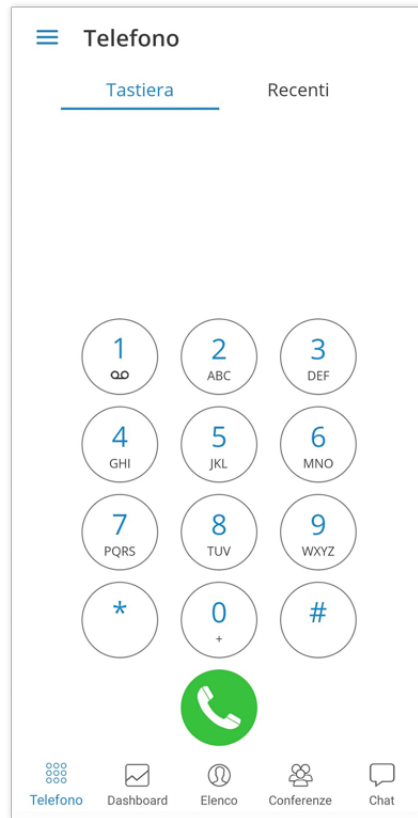 Telefono
Tastiera Recenti
1 2 3
ABC DEF
4 5 6
GHI JKL MNO
7 8 9
PQRS TUV WXYZ
* 0 #
+
Telefono Dashboard Elenco Conferenze Chat